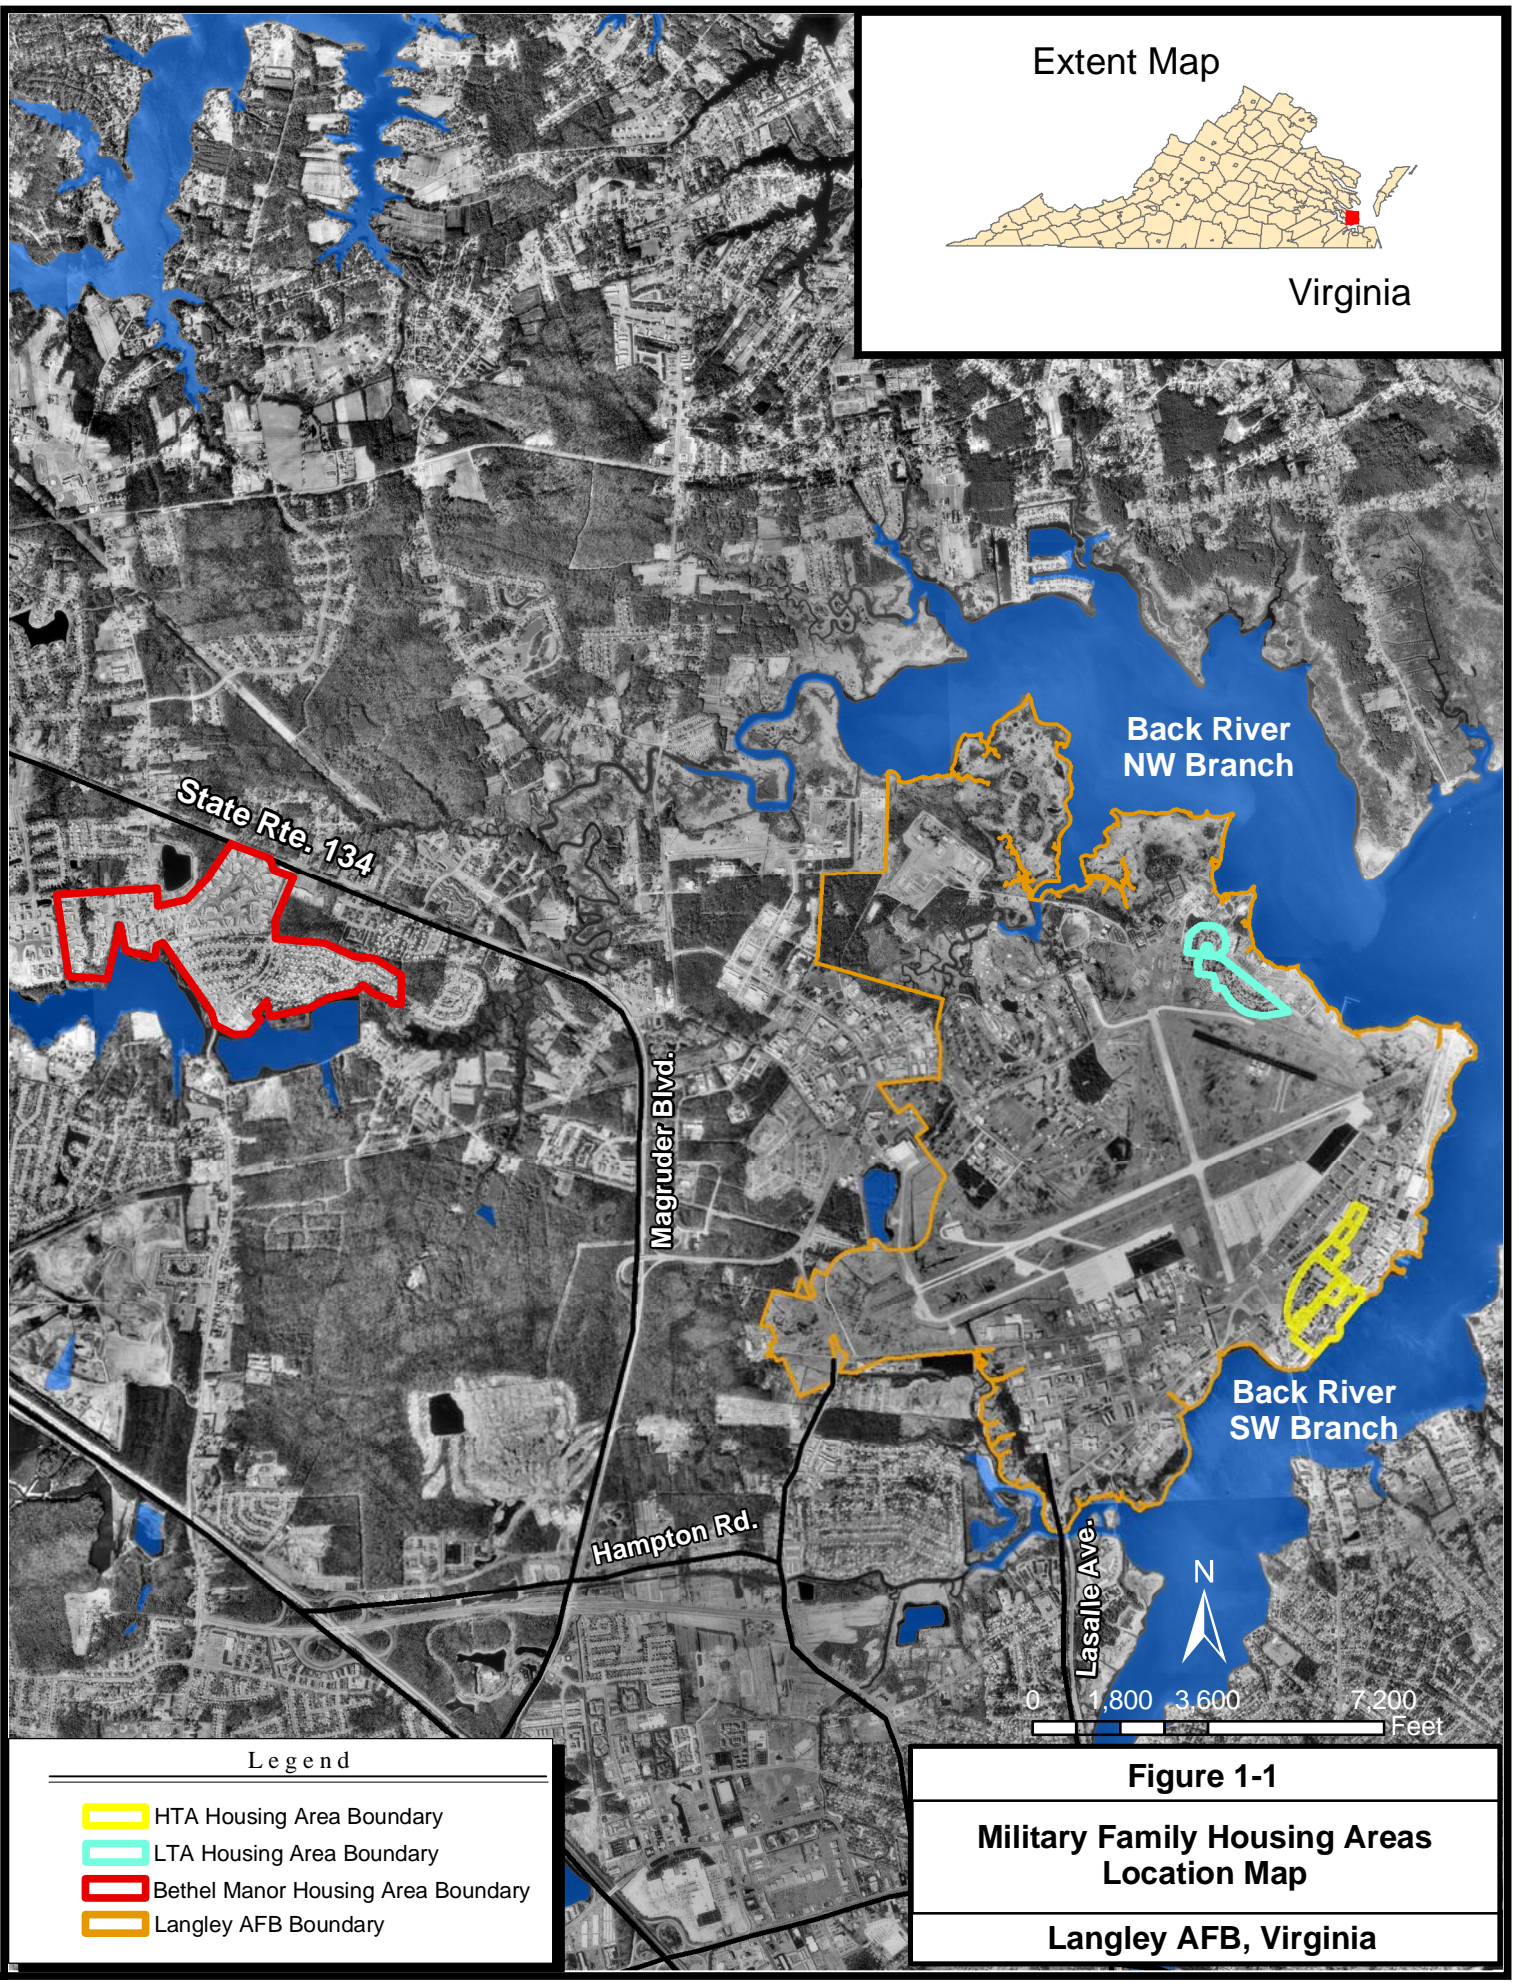 Extent Map
Virginia
Back River
NW Branch
State Rte. 134
Magruder Blvd.
Back River
SW Branch
Hampton Rd.
Lasalle Ave.
N
0 1,800 3,600 7,200
Feet
Legend
HTA Housing Area Boundary
LTA Housing Area Boundary
Bethel Manor Housing Area Boundary
Langley AFB Boundary
Figure 1-1
Military Family Housing Areas
Location Map
Langley AFB, Virginia